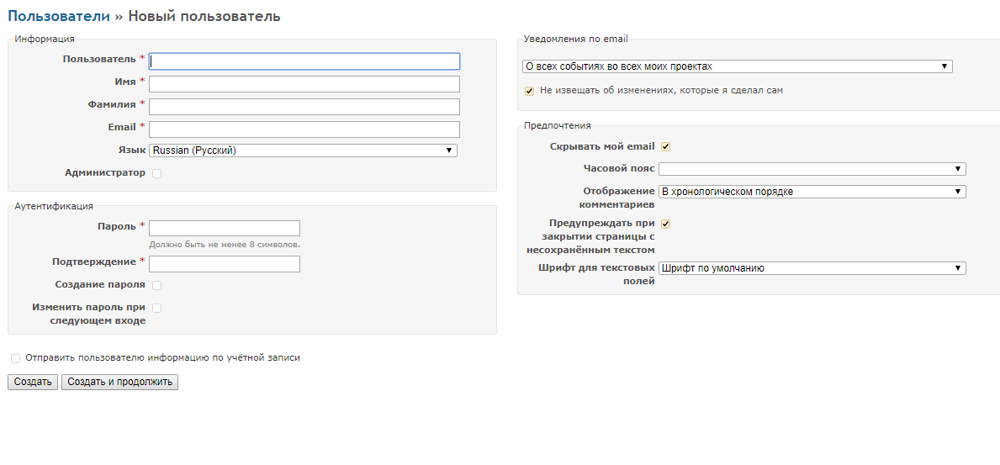 Пользователи » Новый пользователь
Информация
Пользователь *
Имя *
Фамилия *
Email *
Язык Russian (Русский)
Администратор
Аутентификация
Пароль *
Должно быть не менее 8 символов.
Подтверждение *
Создание пароля
Изменить пароль при
следующем входе
Отправить пользователю информацию по учётной записи
Создать Создать и продолжить
Уведомления по email
О всех событиях во всех моих проектах
Не извещать об изменениях, которые я сделал сам
Предпочтения
Скрывать мой email
Часовой пояс
Отображение В хронологическом порядке
комментариев
Предупреждать при
закрытии страницы с
несохранённым текстом
Шрифт для текстовых Шрифт по умолчанию
полей